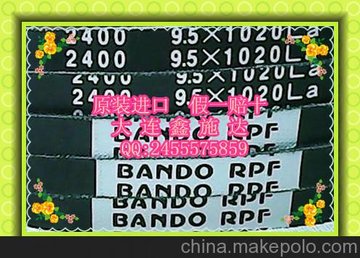 2400 9.5×1020La
2400 9.5×1020La
2400 9.5×1020La
2400 9.5×1020La
原装进口 假一赔十
大连鑫施达
QQ:2455575859
BANDO RPF
BANDO RPF
BANDO RPF
china.makepolo.com